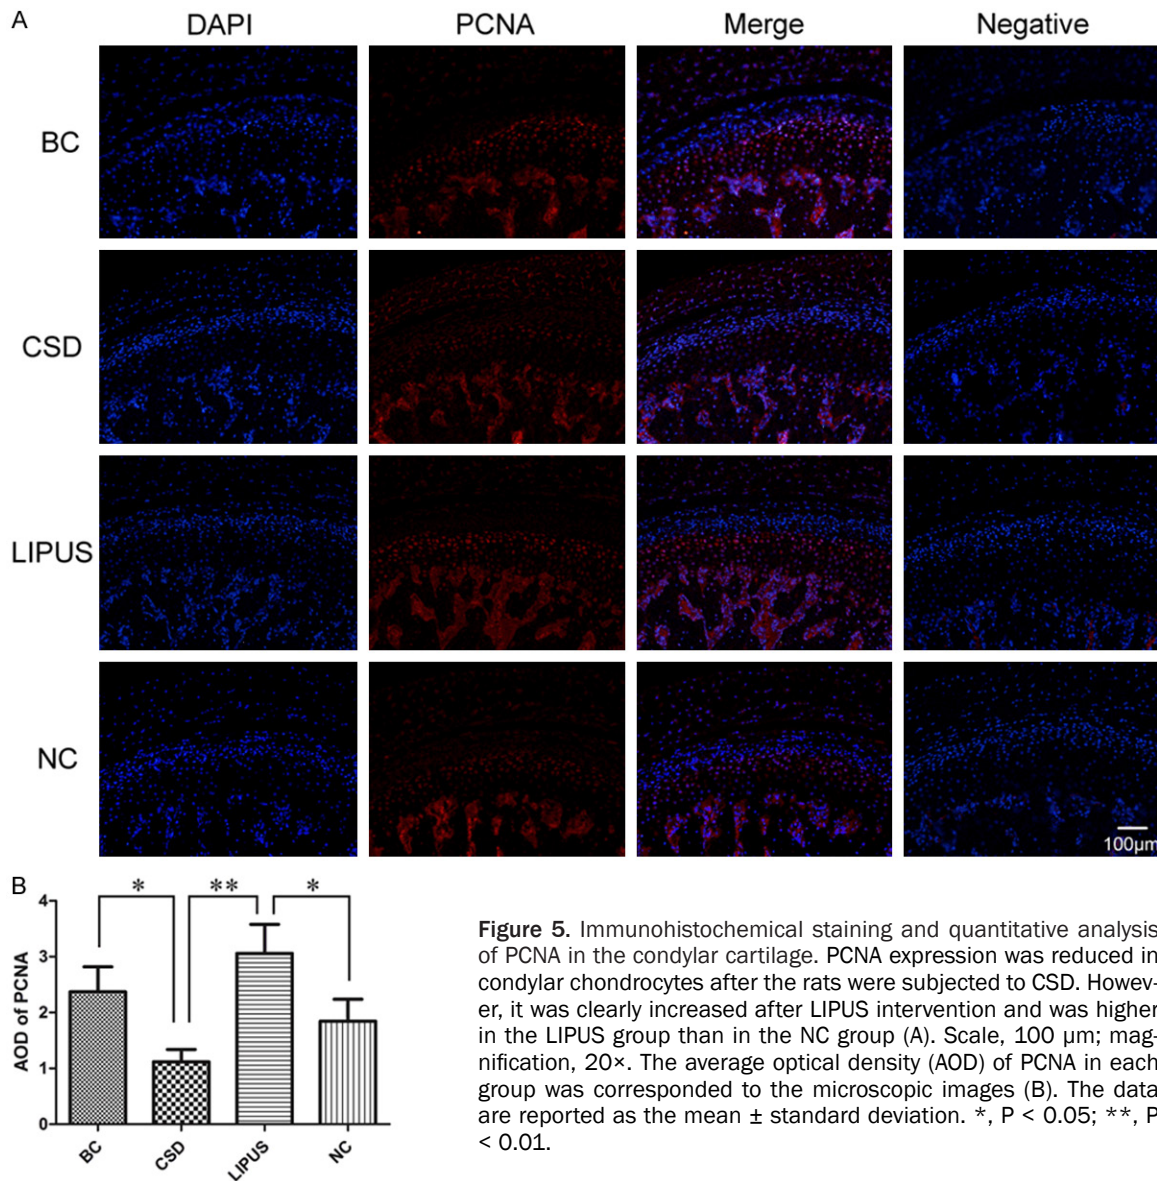 A
DAPI PCNA Merge Negative
BC
CSD
LIPUS
NC
100μm
B
* ** *
AOD of PCNA
4
3
2
1
0
BC CSD LIPUS NC
Figure 5. Immunohistochemical staining and quantitative analysis
of PCNA in the condylar cartilage. PCNA expression was reduced in
condylar chondrocytes after the rats were subjected to CSD. Howev-
er, it was clearly increased after LIPUS intervention and was higher
in the LIPUS group than in the NC group (A). Scale, 100 μm; mag-
nification, 20×. The average optical density (AOD) of PCNA in each
group was corresponded to the microscopic images (B). The data
are reported as the mean ± standard deviation. *, P < 0.05; **, P
< 0.01.